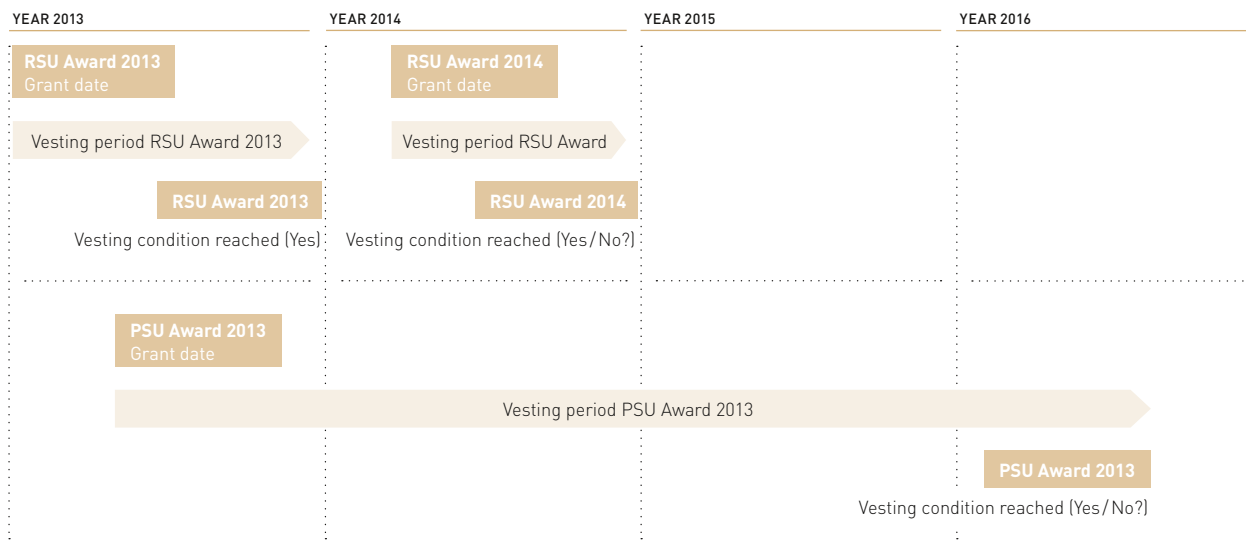 YEAR 2013
YEAR 2014
YEAR 2015
YEAR 2016
RSU Award 2013
Grant date
RSU Award 2014
Grant date
Vesting period RSU Award 2013
Vesting period RSU Award
RSU Award 2013
RSU Award 2014
Vesting condition reached (Yes)
Vesting condition reached (Yes/No?)
PSU Award 2013
Grant date
Vesting period PSU Award 2013
PSU Award 2013
Vesting condition reached (Yes/No?)